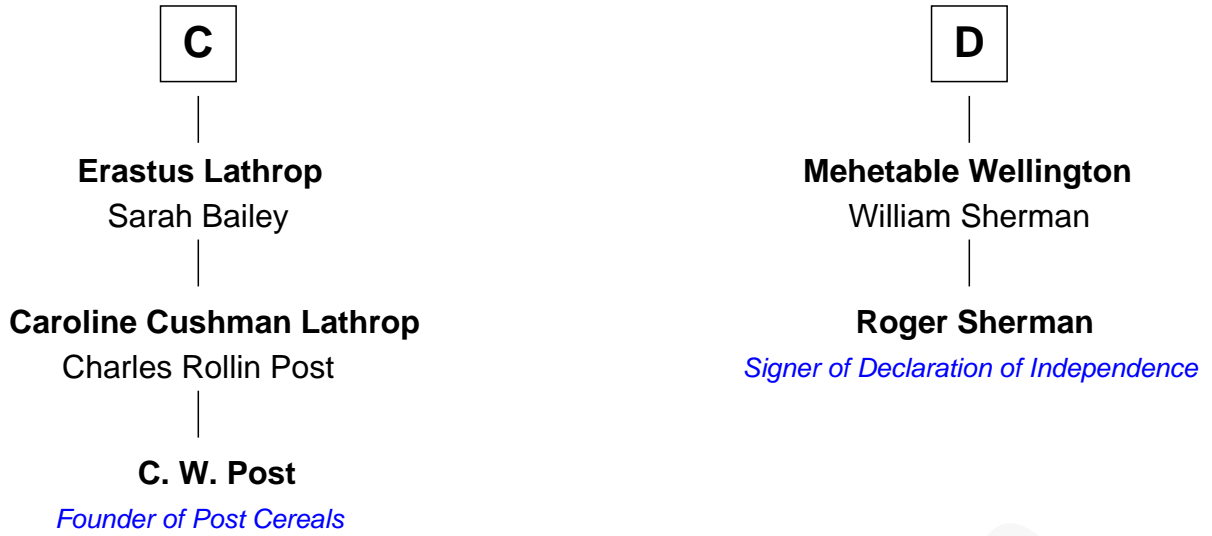 C
Erastus Lathrop
Sarah Bailey
Caroline Cushman Lathrop
Charles Rollin Post
C. W. Post
Founder of Post Cereals
D
Mehetable Wellington
William Sherman
Roger Sherman
Signer of Declaration of Independence